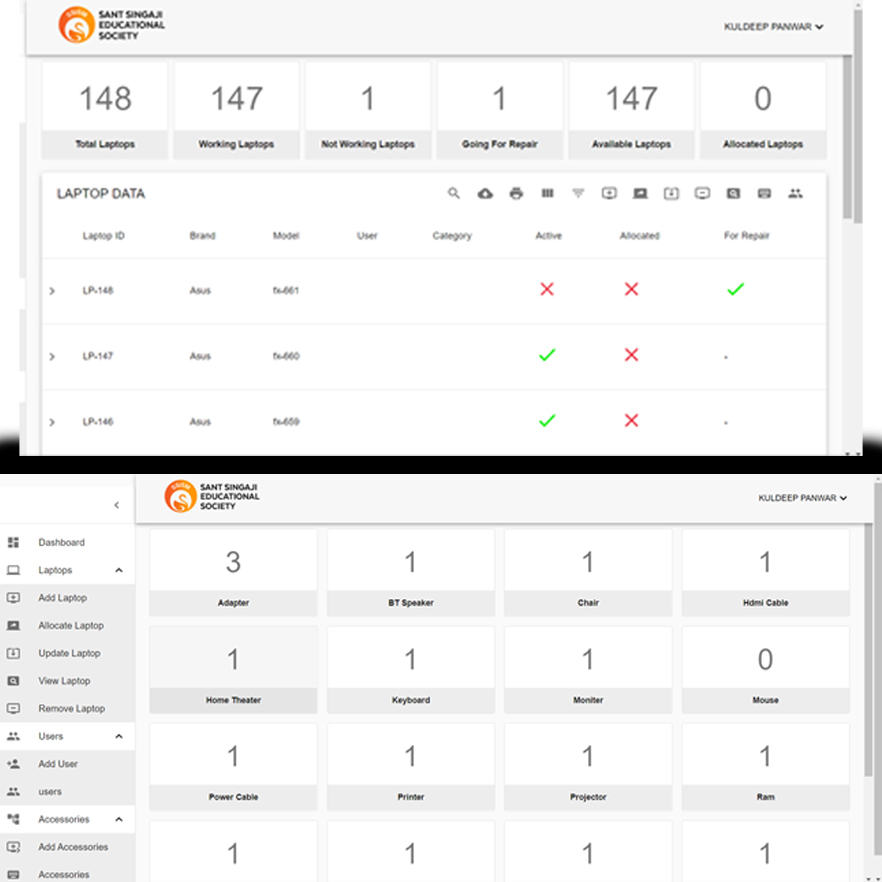 SANT SINGAJI
EDUCATIONAL
SOCIETY
KULDEEP PANWAR
148 147 1 1 147 0
Total Laptops Working Laptops Not Working Laptops Going For Repair Available Laptops Allocated Laptops
LAPTOP DATA
Laptop ID Brand Model User Category Active Allocated For Repair
LP-148 Asus fx-661
LP-147 Asus fx-660 -
LP-146 Asus fx-659 -
SANT SINGAJI
EDUCATIONAL
SOCIETY
KULDEEP PANWAR
Dashboard
Laptops
Add Laptop
Allocate Laptop
Update Laptop
View Laptop
Remove Laptop
Users
Add User
users
Accessories
Add Accessories
Accessories
3 1 1 1
Adapter BT Speaker Chair Hdmi Cable
1 1 1 0
Home Theater Keyboard Moniter Mouse
1 1 1 1
Power Cable Printer Projector Ram
1 1 1 1